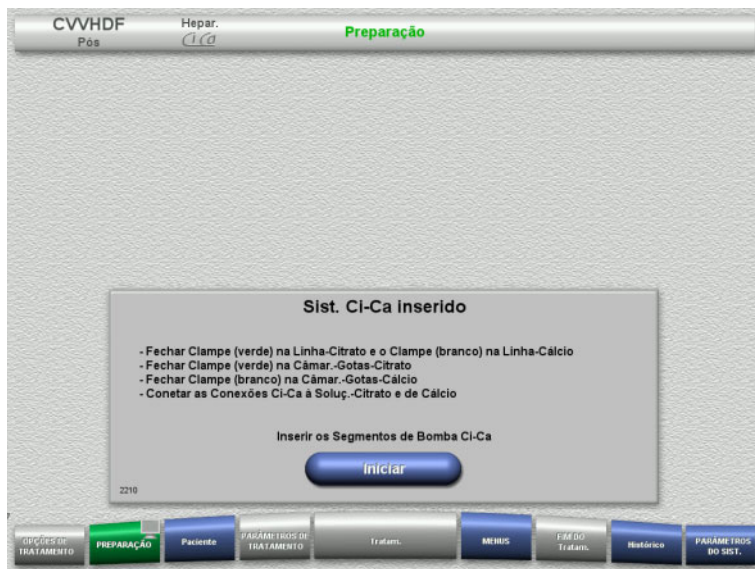 CVVHDF
Pós
Hepar.
Ci Ca
Preparação
Sist. Ci-Ca inserido
- Fechar Clampe (verde) na Linha-Citrato e o Clampe (branco) na Linha-Cálcio
- Fechar Clampe (verde) na Câmar.-Gotas-Citrato
- Fechar Clampe (branco) na Câmar.-Gotas-Cálcio
- Conetar as Conexões Ci-Ca à Soluç.-Citrato e de Cálcio
Inserir os Segmentos de Bomba Ci-Ca
Iniciar
2210
OPÇÕES DE
TRATAMENTO
PREPARAÇÃO
Paciente
PARÂMETROS DE
TRATAMENTO
Tratam.
MENUS
FIM DO
Tratam.
Histórico
PARÂMETROS
DO SIST.